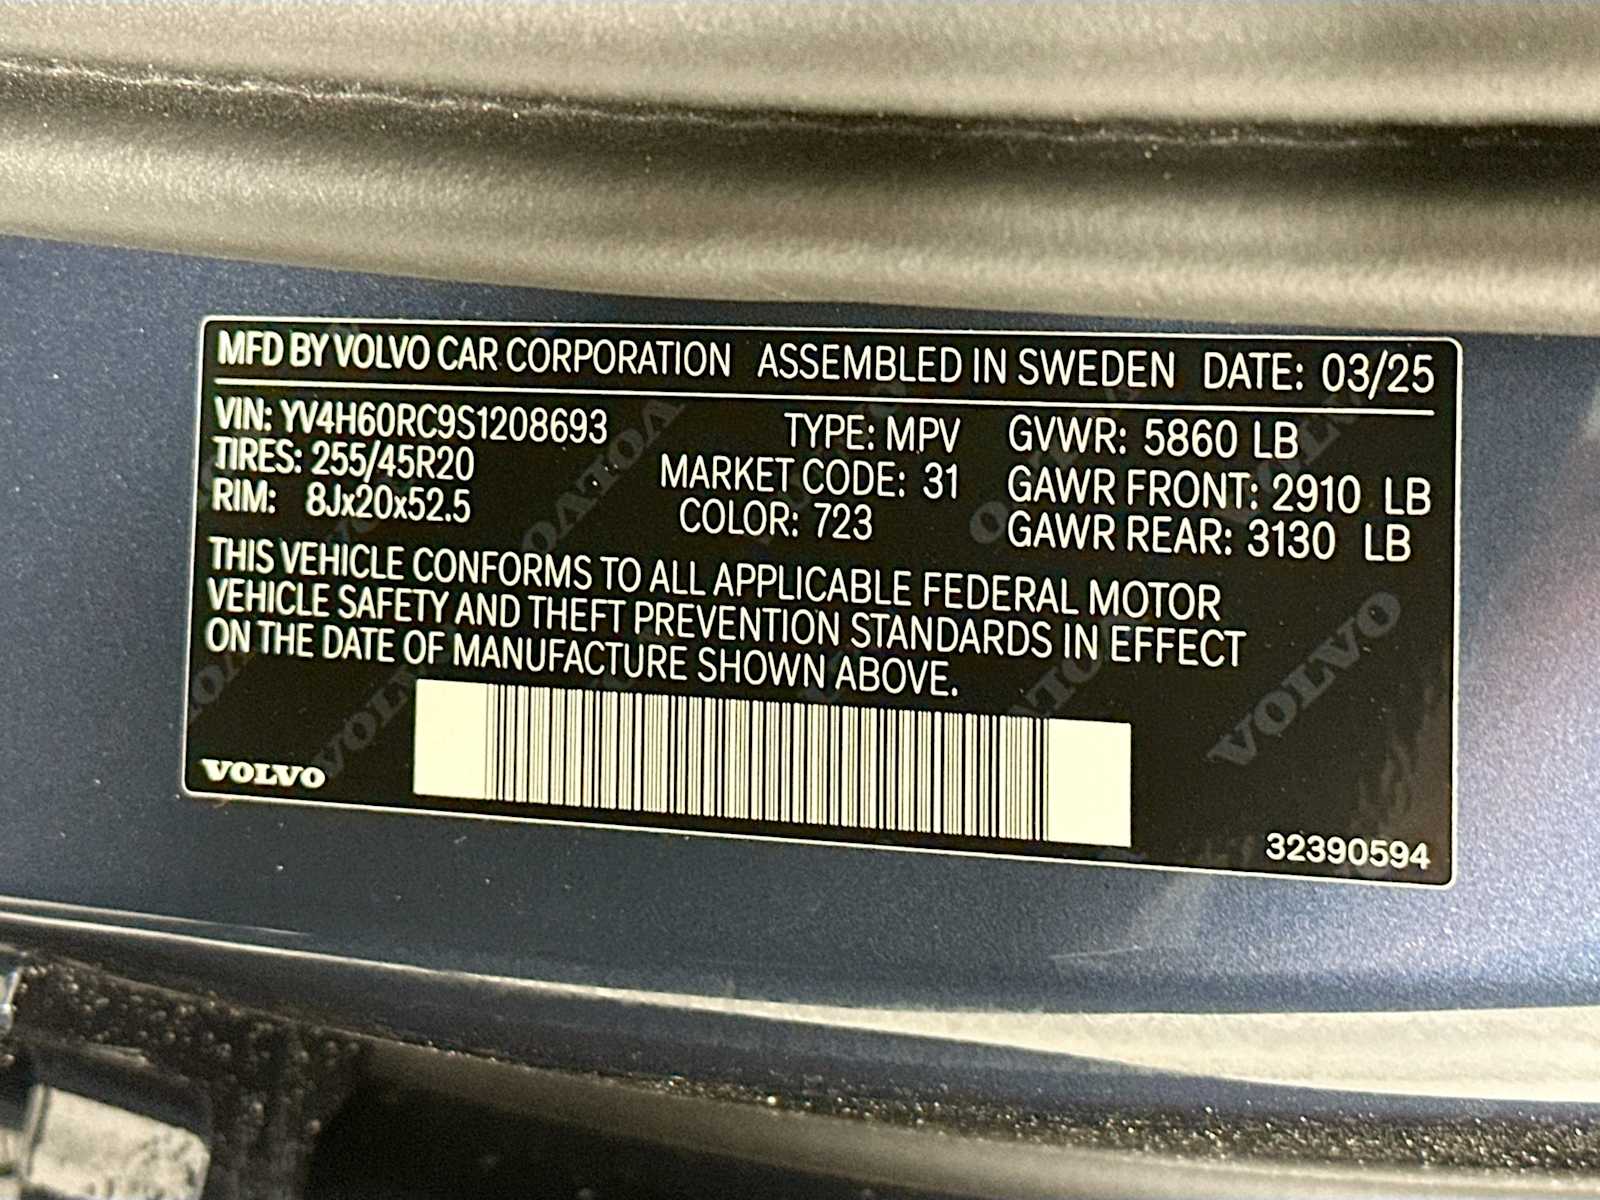 MFD BY VOLVO CAR CORPORATION ASSEMBLED IN SWEDEN DATE: 03/25
VIN: YV4H60RC9S1208693 TYPE: MPV GVWR: 5860 LB
TIRES: 255/45R20 MARKET CODE: 31 GAWR FRONT: 2910 LB
RIM: 8Jx20x52.5 COLOR: 723 GAWR REAR: 3130 LB
THIS VEHICLE CONFORMS TO ALL APPLICABLE FEDERAL MOTOR
VEHICLE SAFETY AND THEFT PREVENTION STANDARDS IN EFFECT
ON THE DATE OF MANUFACTURE SHOWN ABOVE.
VOLVO
32390594